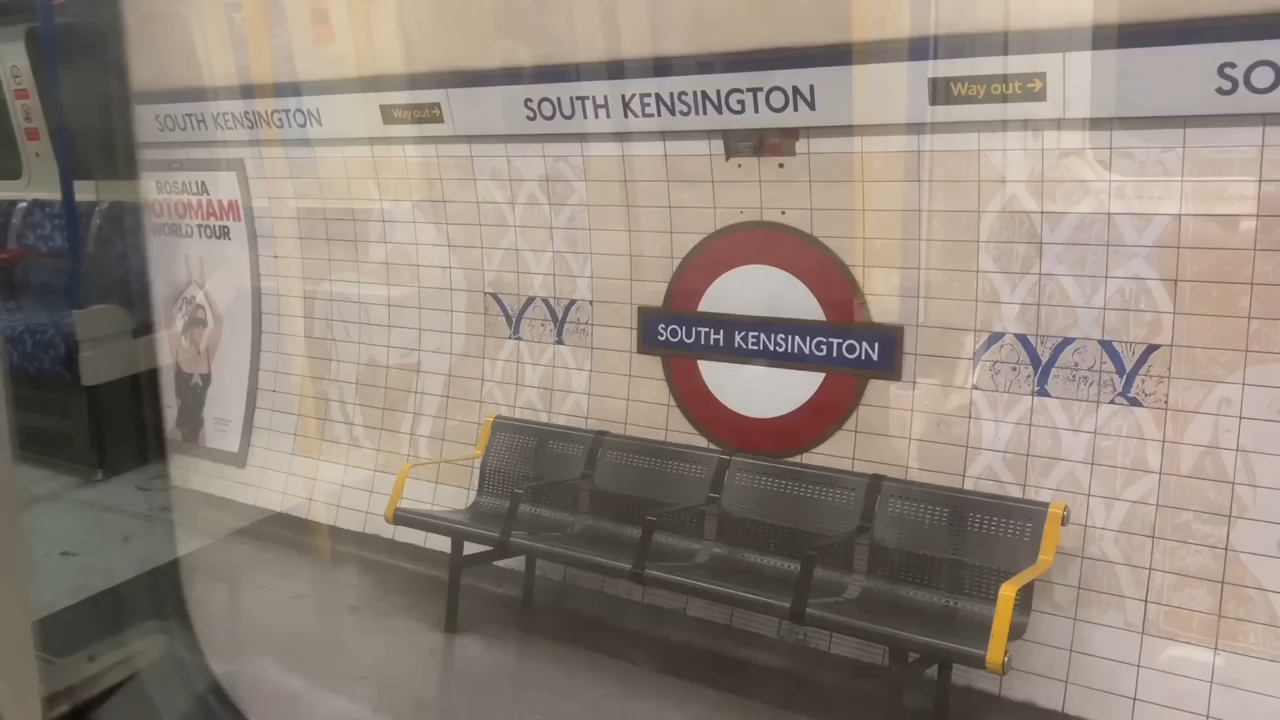 SOUTH KENSINGTON
Way out →
SOUTH KENSINGTON
Way out →
SO
ROSALIA
MOTOMAMI
WORLD TOUR
SOUTH KENSINGTON